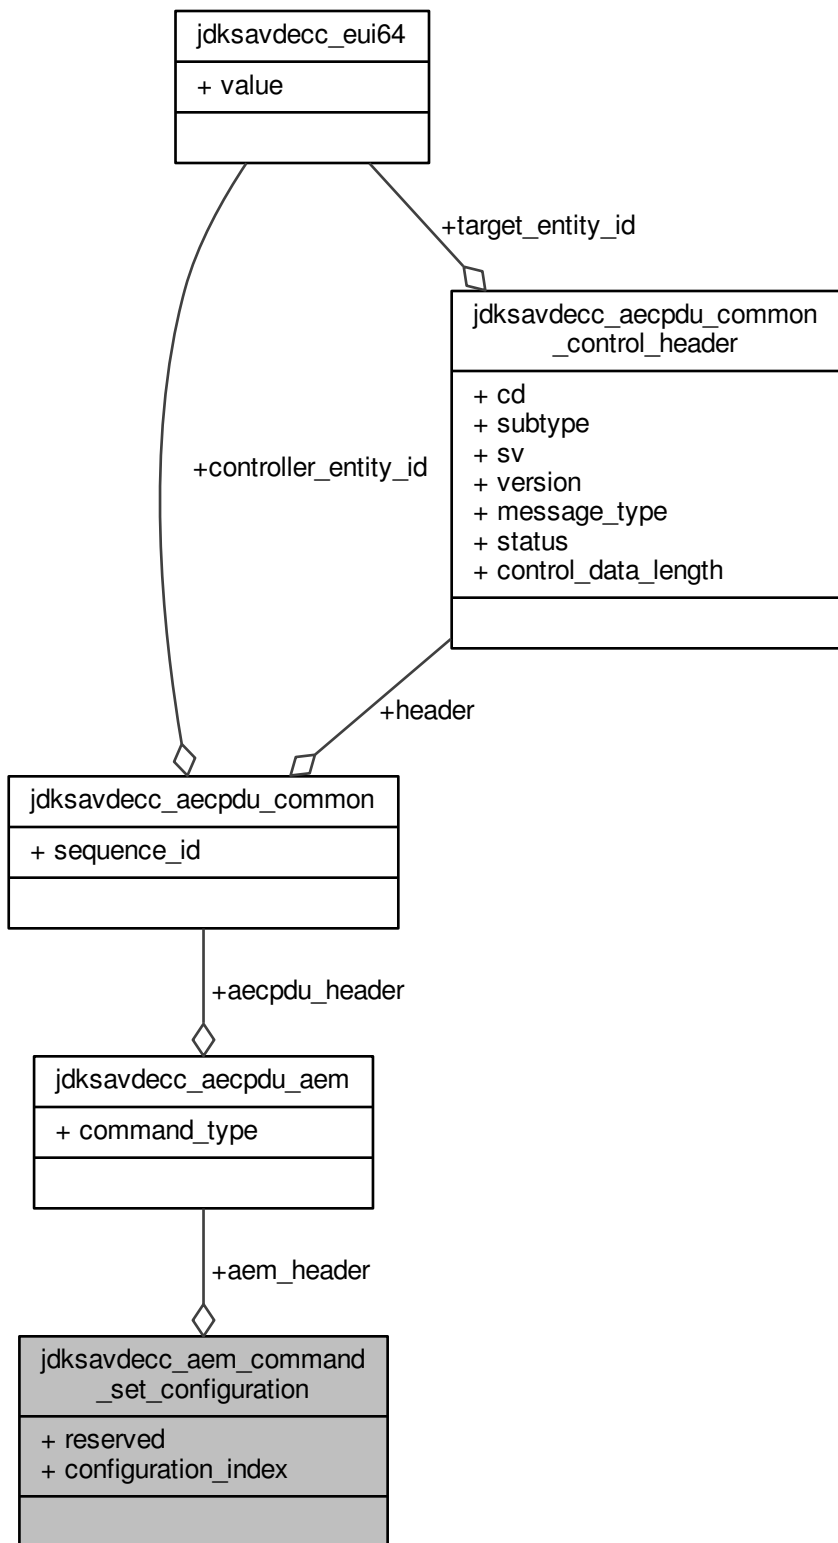 jdksavdecc_eui64
+ value
+target_entity_id
jdksavdecc_aecpdu_common
_control_header
+ cd
+ subtype
+ sv
+ version
+ message_type
+ status
+ control_data_length
+controller_entity_id
+header
jdksavdecc_aecpdu_common
+ sequence_id
+aecpdu_header
jdksavdecc_aecpdu_aem
+ command_type
+aem_header
jdksavdecc_aem_command
_set_configuration
+ reserved
+ configuration_index